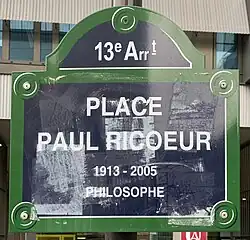 13e Arrt
PLACE
PAUL RICOEUR
1913 - 2005
PHILOSOPHE